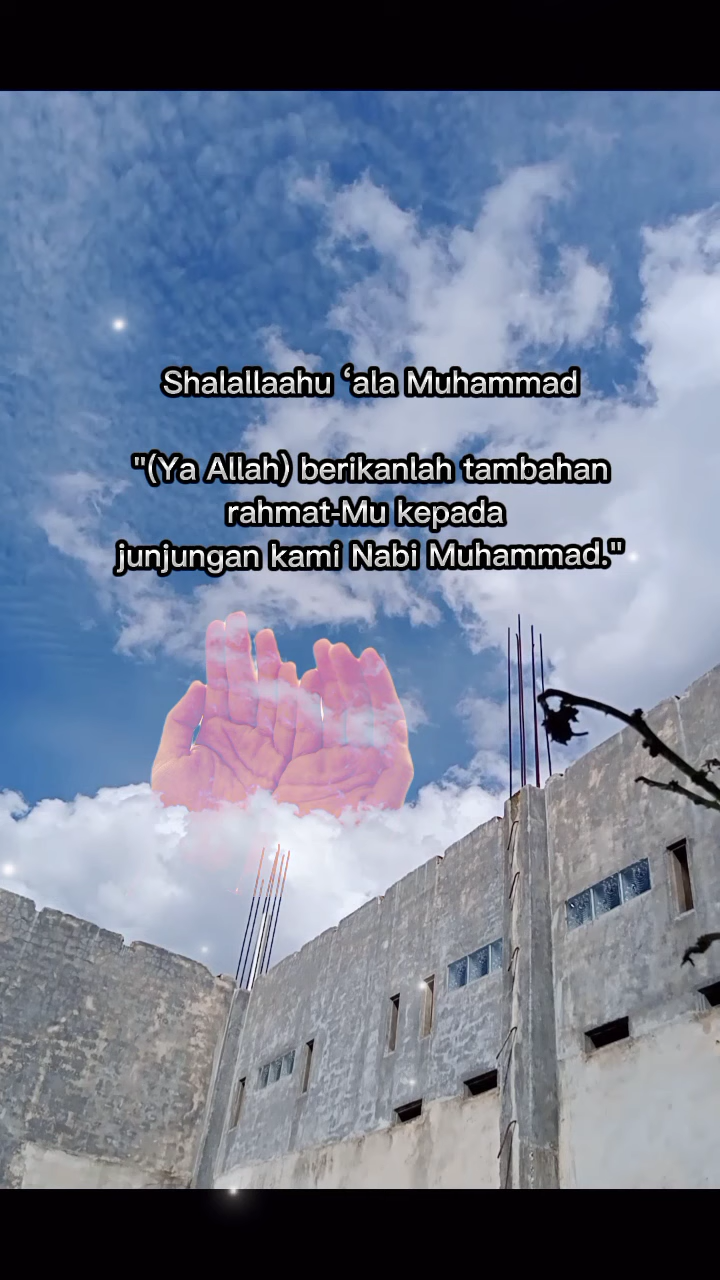 Shalallaahu ‘ala Muhammad
"(Ya Allah) berikanlah tambahan
rahmat-Mu kepada
junjungan kami Nabi Muhammad."